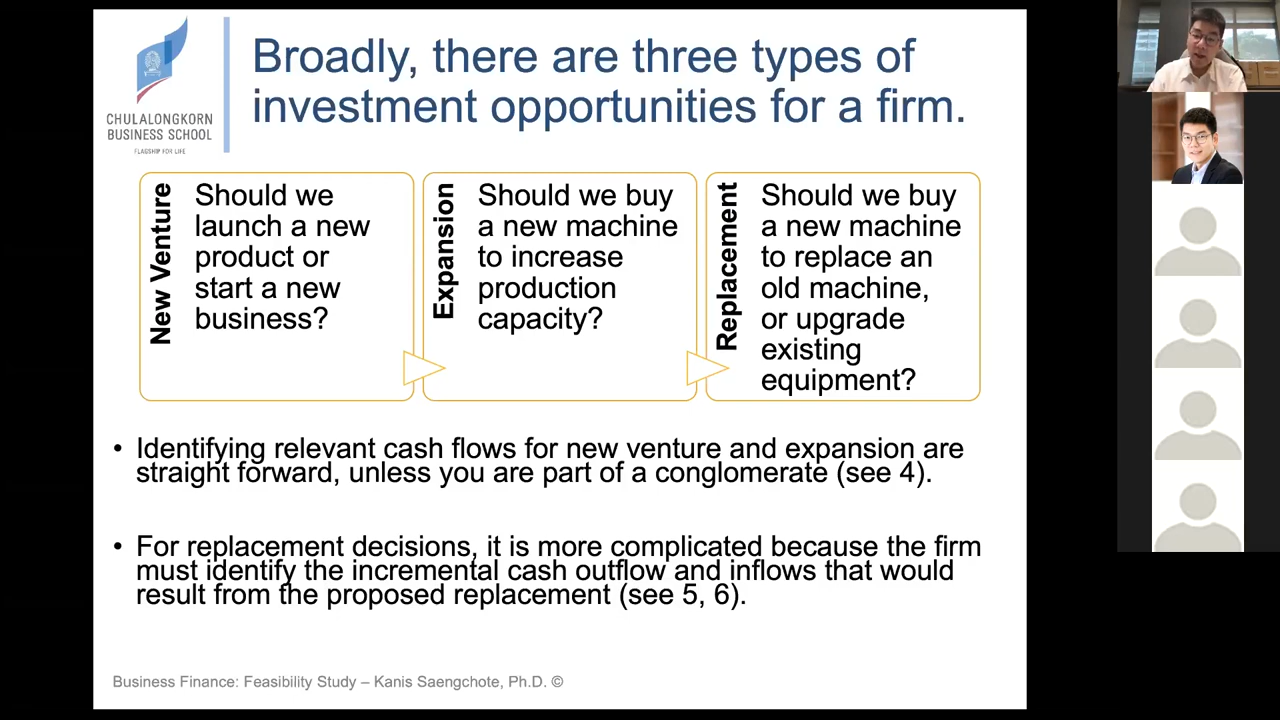 CHULALONGKORN
BUSINESS SCHOOL
FLAGSHIP FOR LIFE
Broadly, there are three types of
investment opportunities for a firm.
New Venture
Should we
launch a new
product or
start a new
business?
Expansion
Should we buy
a new machine
to increase
production
capacity?
Replacement
Should we buy
a new machine
to replace an
old machine,
or upgrade
existing
equipment?
• Identifying relevant cash flows for new venture and expansion are
straight forward, unless you are part of a conglomerate (see 4).
• For replacement decisions, it is more complicated because the firm
must identify the incremental cash outflow and inflows that would
result from the proposed replacement (see 5, 6).
Business Finance: Feasibility Study – Kanis Saengchote, Ph.D. ©